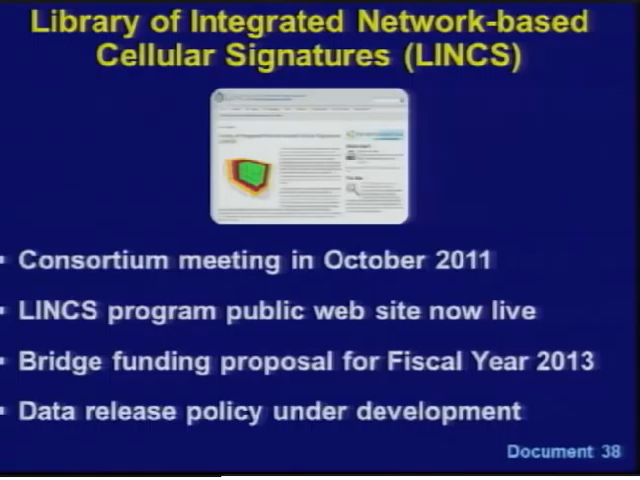 Library of Integrated Network-based
Cellular Signatures (LINCS)
Consortium meeting in October 2011
LINCS program public web site now live
Bridge funding proposal for Fiscal Year 2013
Data release policy under development
Document 38